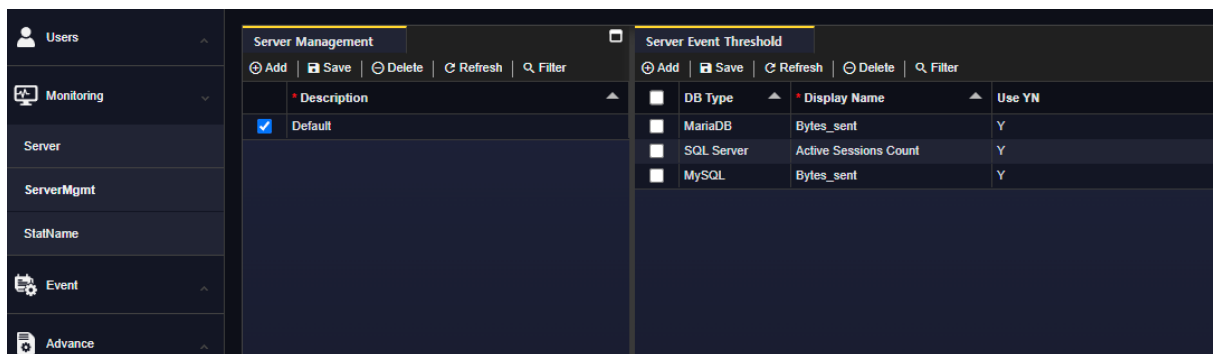 Users
Monitoring
Server
ServerMgmt
StatName
Event
Advance
Server Management
Add | Save | Delete | Refresh | Filter
* Description
Default
Server Event Threshold
Add | Save | Refresh | Delete | Filter
DB Type * Display Name Use YN
MariaDB Bytes_sent Y
SQL Server Active Sessions Count Y
MySQL Bytes_sent Y